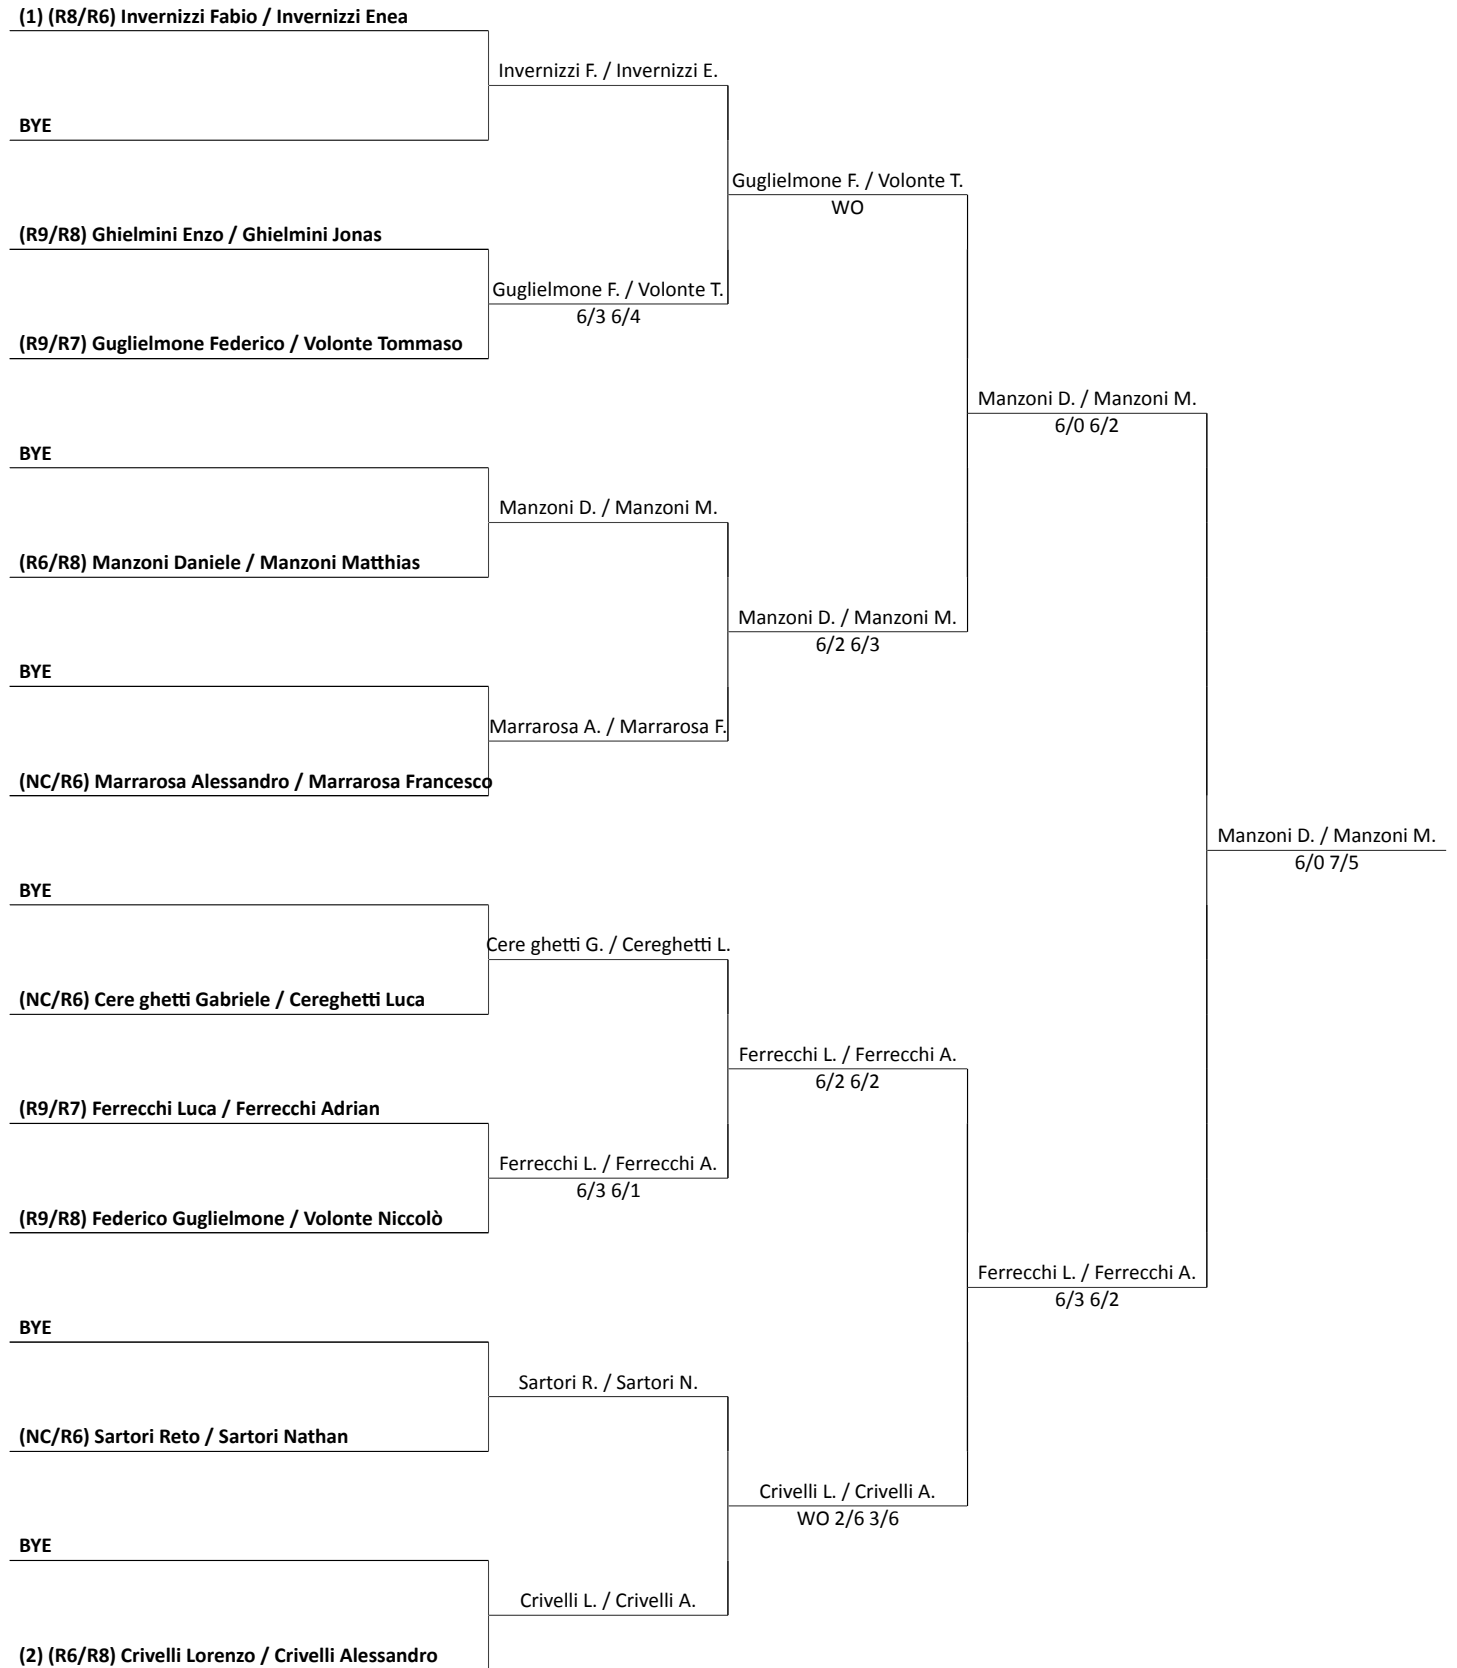 (1) (R8/R6) Invernizzi Fabio / Invernizzi Enea
Invernizzi F. / Invernizzi E.
BYE
Guglielmone F. / Volonte T.
WO
(R9/R8) Ghielmini Enzo / Ghielmini Jonas
Guglielmone F. / Volonte T.
6/3 6/4
(R9/R7) Guglielmone Federico / Volonte Tommaso
Manzoni D. / Manzoni M.
6/0 6/2
BYE
Manzoni D. / Manzoni M.
(R6/R8) Manzoni Daniele / Manzoni Matthias
Manzoni D. / Manzoni M.
6/2 6/3
BYE
Marrarosa A. / Marrarosa F.
(NC/R6) Marrarosa Alessandro / Marrarosa Francesco
Manzoni D. / Manzoni M.
6/0 7/5
BYE
Cere ghetti G. / Cereghetti L.
(NC/R6) Cere ghetti Gabriele / Cereghetti Luca
Ferrecchi L. / Ferrecchi A.
6/2 6/2
(R9/R7) Ferrecchi Luca / Ferrecchi Adrian
Ferrecchi L. / Ferrecchi A.
6/3 6/1
(R9/R8) Federico Guglielmone / Volonte Niccolò
Ferrecchi L. / Ferrecchi A.
6/3 6/2
BYE
Sartori R. / Sartori N.
(NC/R6) Sartori Reto / Sartori Nathan
Crivelli L. / Crivelli A.
WO 2/6 3/6
BYE
Crivelli L. / Crivelli A.
(2) (R6/R8) Crivelli Lorenzo / Crivelli Alessandro